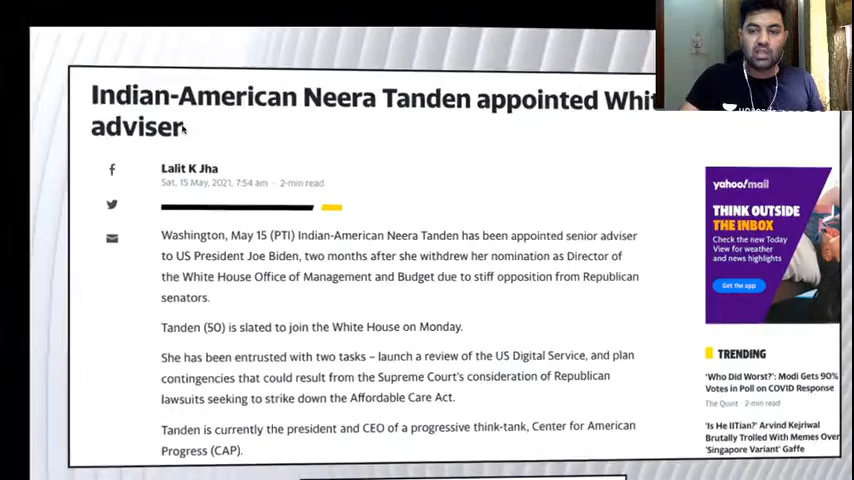 Indian-American Neera Tanden appointed
adviser
Lalit K Jha
Sat, 15 May, 2021, 7:54 am · 2-min read
Washington, May 15 (PTI) Indian-American Neera Tanden has been appointed senior adviser
to US President Joe Biden, two months after she withdrew her nomination as Director of
the White House Office of Management and Budget due to stiff opposition from Republican
senators.
Tanden (50) is slated to join the White House on Monday.
She has been entrusted with two tasks – launch a review of the US Digital Service, and plan
contingencies that could result from the Supreme Court's consideration of Republican
lawsuits seeking to strike down the Affordable Care Act.
Tanden is currently the president and CEO of a progressive think-tank, Center for American
Progress (CAP).
yahoo!mail
THINK OUTSIDE
THE INBOX
Check the new Today
View for weather
and news highlights
Get the app
TRENDING
'Who Did Worst?': Modi Gets 90%
Votes in Poll on COVID Response
The Quint · 2-min read
'Is He IITian?' Arvind Kejriwal
Brutally Trolled With Memes Over
'Singapore Variant' Gaffe